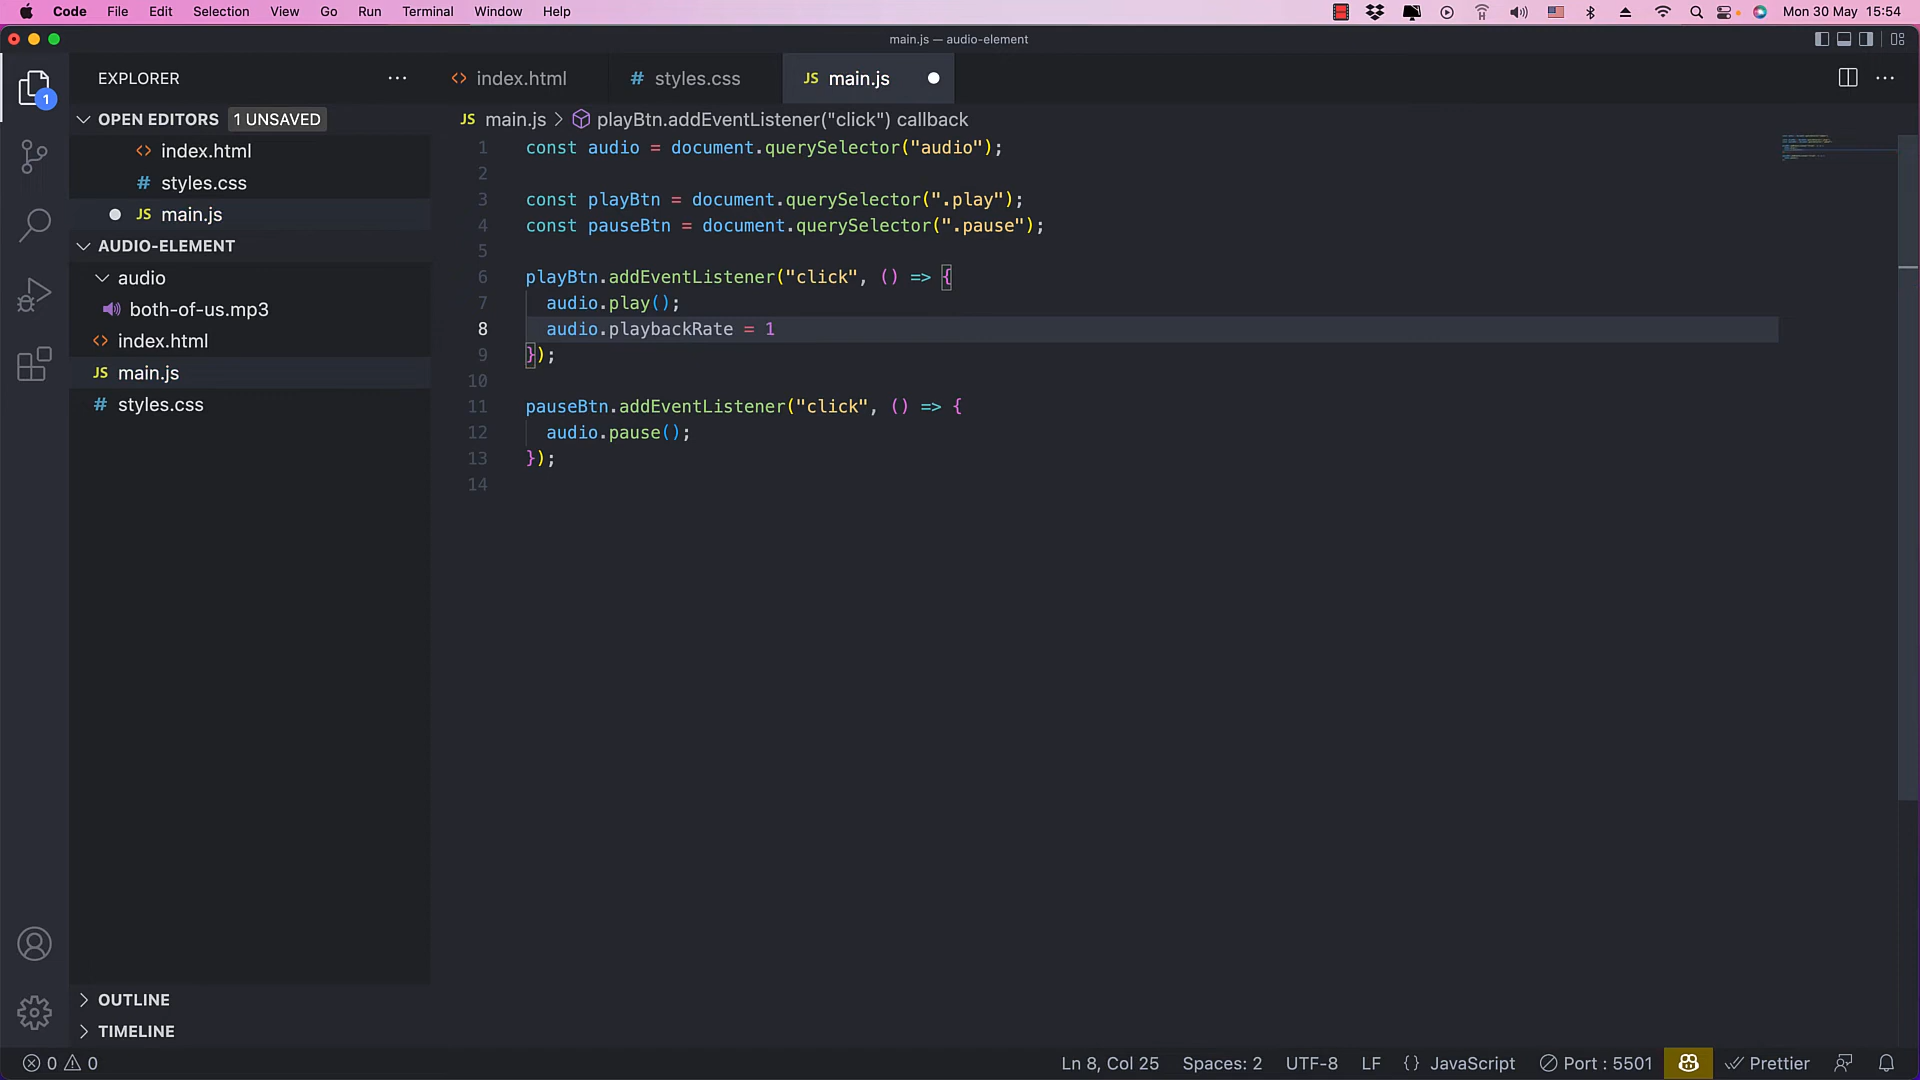 Code File Edit Selection View Go Run Terminal Window Help Mon 30 May 15:54
main.js — audio-element
EXPLORER
index.html
styles.css
main.js
1
OPEN EDITORS 1 UNSAVED
index.html
styles.css
JS main.js
AUDIO-ELEMENT
audio
both-of-us.mp3
index.html
JS main.js
styles.css
JS main.js > playBtn.addEventListener("click") callback
1 const audio = document.querySelector("audio");
2
3 const playBtn = document.querySelector(".play");
4 const pauseBtn = document.querySelector(".pause");
5
6 playBtn.addEventListener("click", () => {
7 audio.play();
8 audio.playbackRate = 1
9 });
10
11 pauseBtn.addEventListener("click", () => {
12 audio.pause();
13 });
14
OUTLINE
TIMELINE
0 0 Ln 8, Col 25 Spaces: 2 UTF-8 LF {} JavaScript Port : 5501 Prettier